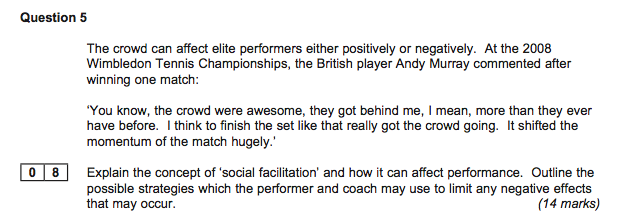 Question 5
The crowd can affect elite performers either positively or negatively. At the 2008
Wimbledon Tennis Championships, the British player Andy Murray commented after
winning one match:
'You know, the crowd were awesome, they got behind me, I mean, more than they ever
have before. I think to finish the set like that really got the crowd going. It shifted the
momentum of the match hugely.'
0 8 Explain the concept of 'social facilitation' and how it can affect performance. Outline the
possible strategies which the performer and coach may use to limit any negative effects
that may occur. (14 marks)